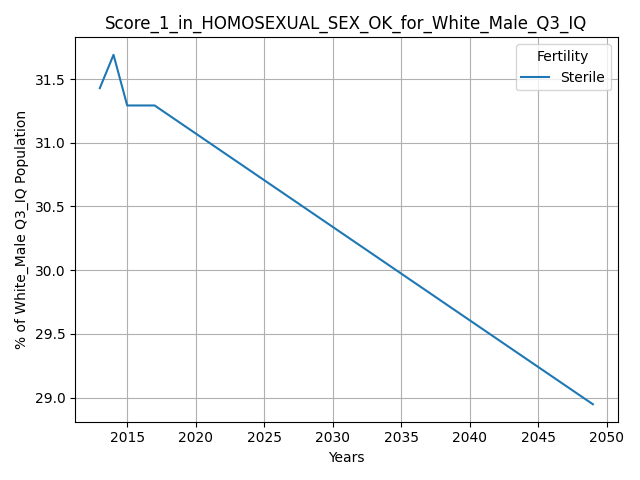 Score_1_in_HOMOSEXUAL_SEX_OK_for_White_Male_Q3_IQ
Fertility
Sterile
31.5
31.0
30.5
30.0
29.5
29.0
% of White_Male Q3_IQ Population
2015 2020 2025 2030 2035 2040 2045 2050
Years